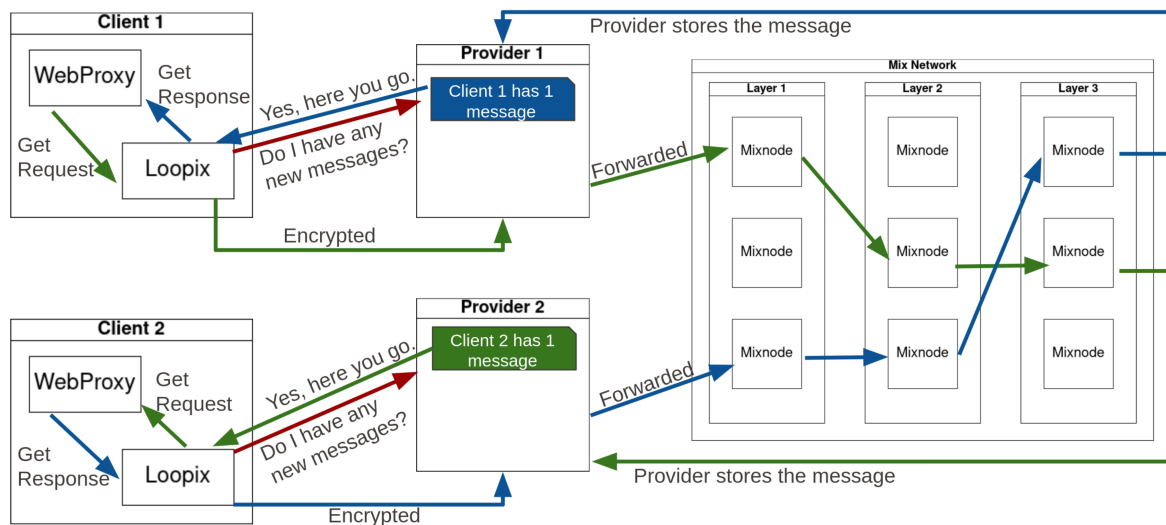 Client 1
WebProxy
Get
Response
Get
Request
Loopix
Yes, here you go.
Do I have any
new messages?
Encrypted
Provider 1
Client 1 has 1
message
Provider stores the message
Forwarded
Mix Network
Layer 1
Layer 2
Layer 3
Mixnode
Mixnode
Mixnode
Mixnode
Mixnode
Mixnode
Mixnode
Mixnode
Mixnode
Client 2
WebProxy
Get
Request
Get
Response
Loopix
Yes, here you go.
Do I have any
new messages?
Encrypted
Provider 2
Client 2 has 1
message
Forwarded
Provider stores the message